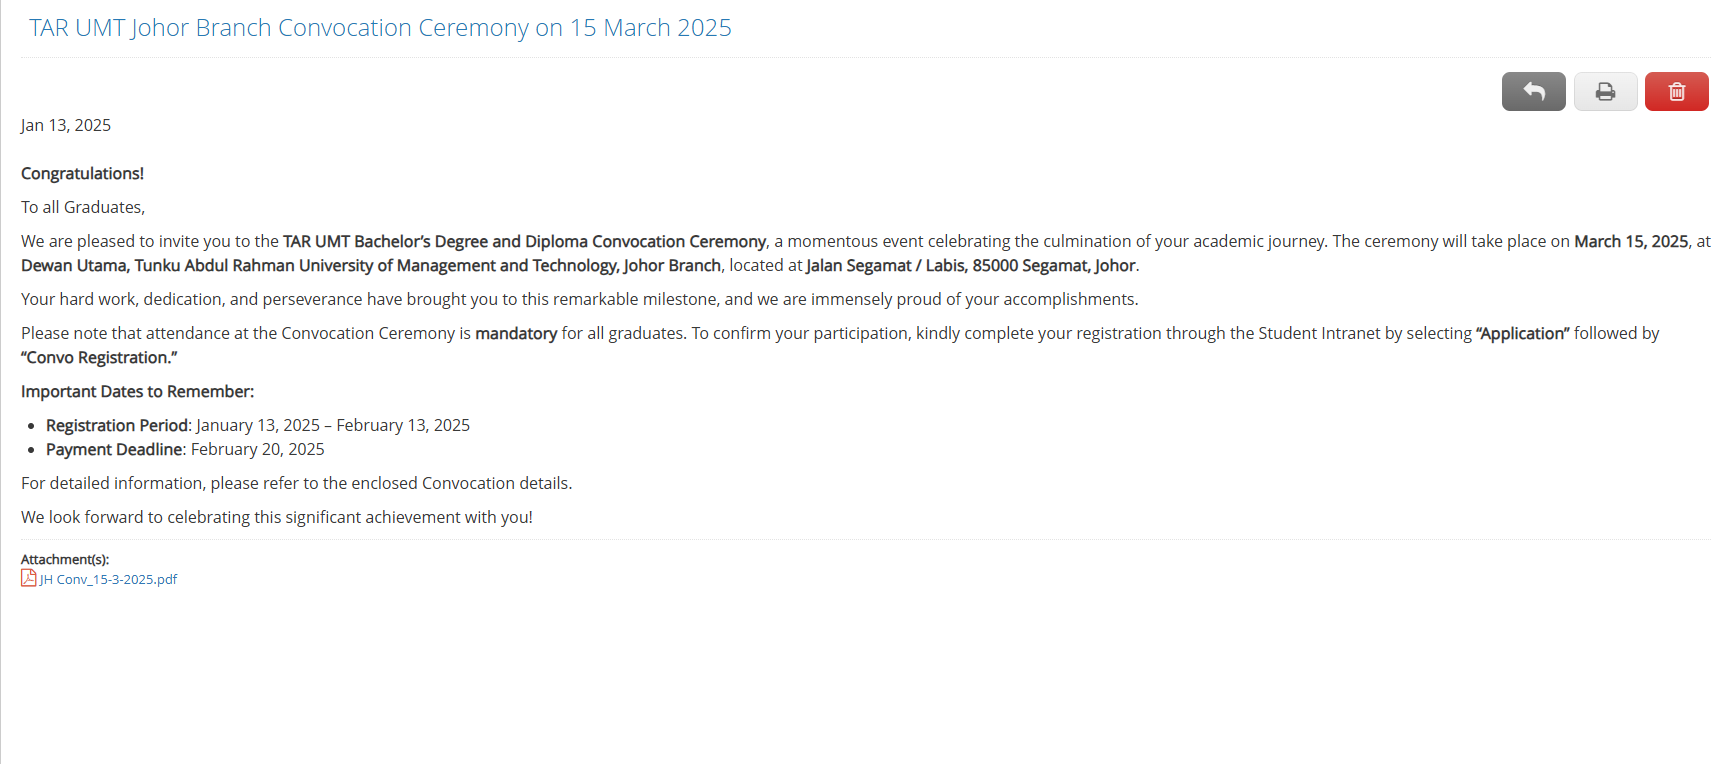 TAR UMT Johor Branch Convocation Ceremony on 15 March 2025
Jan 13, 2025
Congratulations!
To all Graduates,
We are pleased to invite you to the TAR UMT Bachelor’s Degree and Diploma Convocation Ceremony, a momentous event celebrating the culmination of your academic journey. The ceremony will take place on March 15, 2025, at
Dewan Utama, Tunku Abdul Rahman University of Management and Technology, Johor Branch, located at Jalan Segamat / Labis, 85000 Segamat, Johor.
Your hard work, dedication, and perseverance have brought you to this remarkable milestone, and we are immensely proud of your accomplishments.
Please note that attendance at the Convocation Ceremony is mandatory for all graduates. To confirm your participation, kindly complete your registration through the Student Intranet by selecting “Application” followed by
“Convo Registration.”
Important Dates to Remember:
• Registration Period: January 13, 2025 – February 13, 2025
• Payment Deadline: February 20, 2025
For detailed information, please refer to the enclosed Convocation details.
We look forward to celebrating this significant achievement with you!
Attachment(s):
JH Conv_15-3-2025.pdf